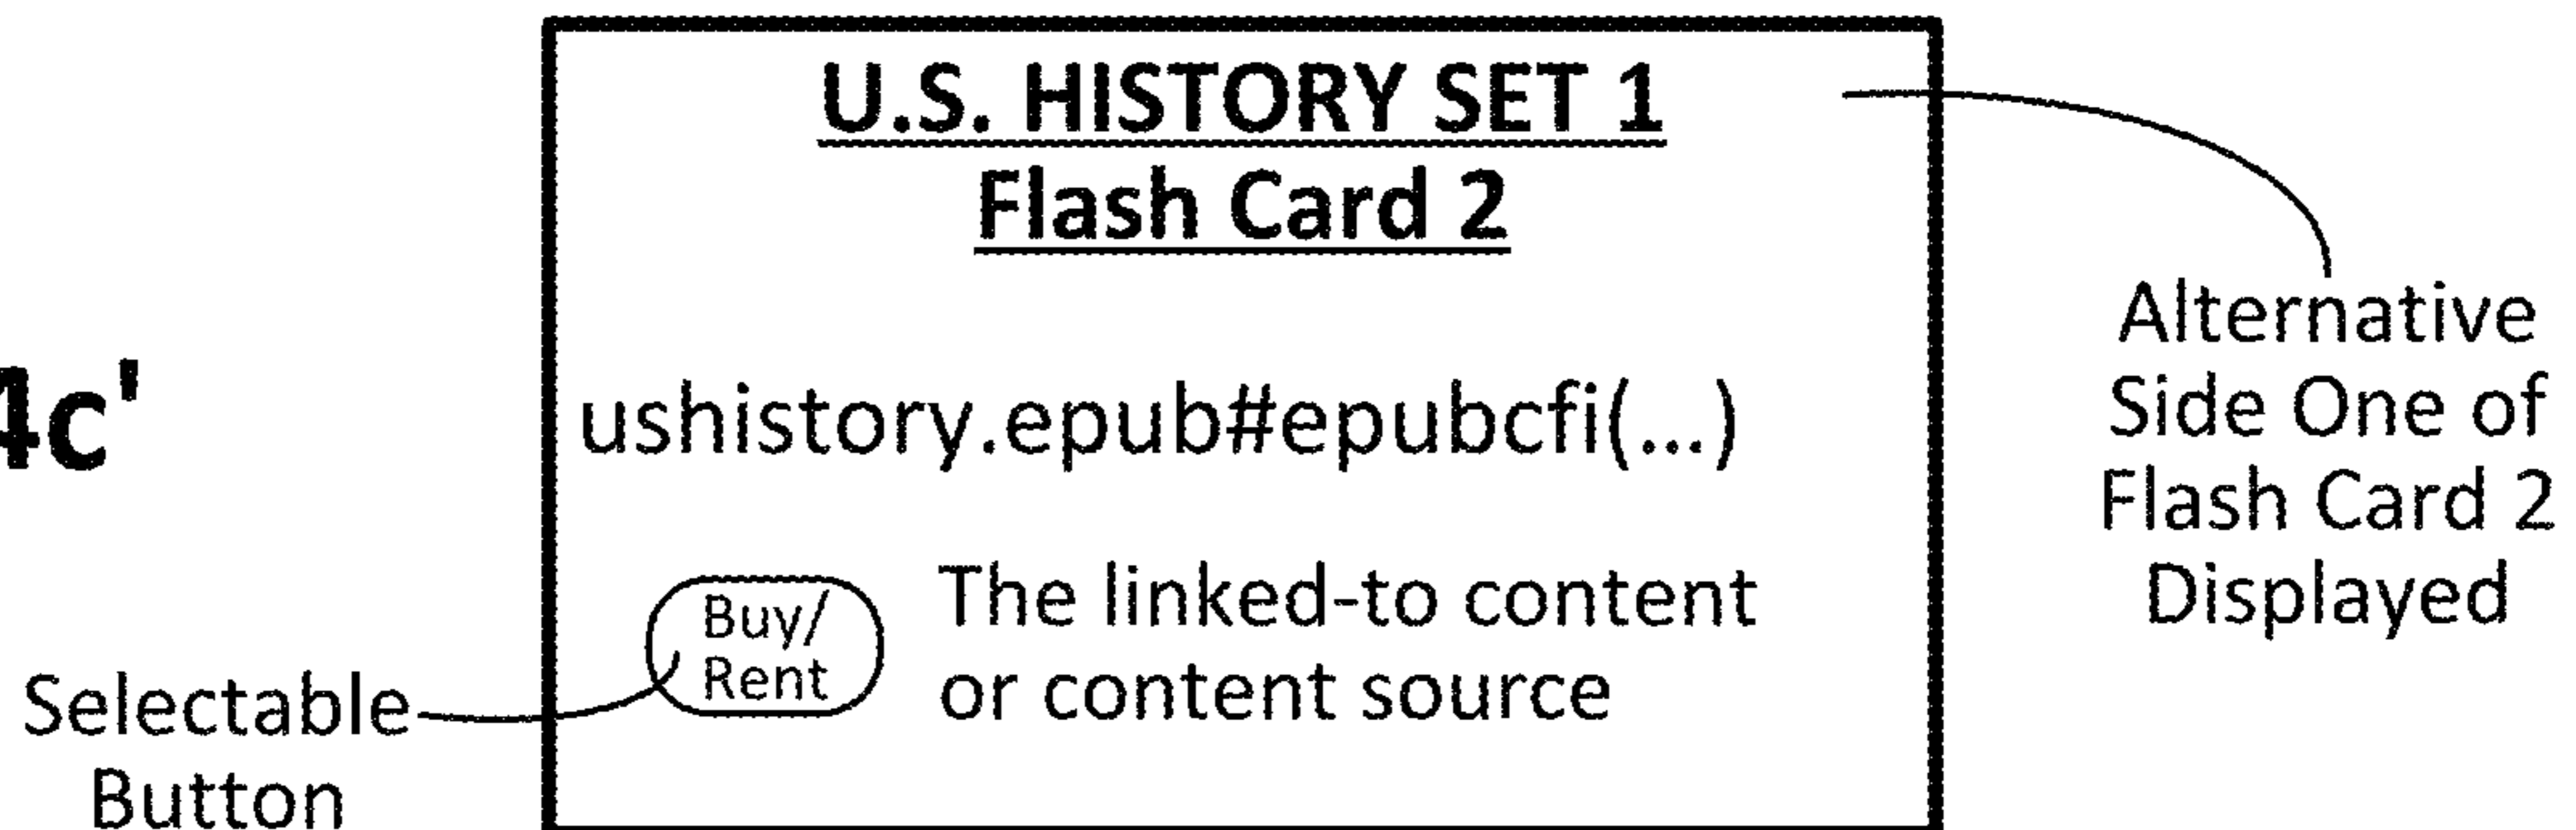 U.S. HISTORY SET 1
Flash Card 2
4c'
ushistory.epub#epubcfi(...)
Buy/
Rent
The linked-to content
or content source
Selectable
Button
Alternative
Side One of
Flash Card 2
Displayed